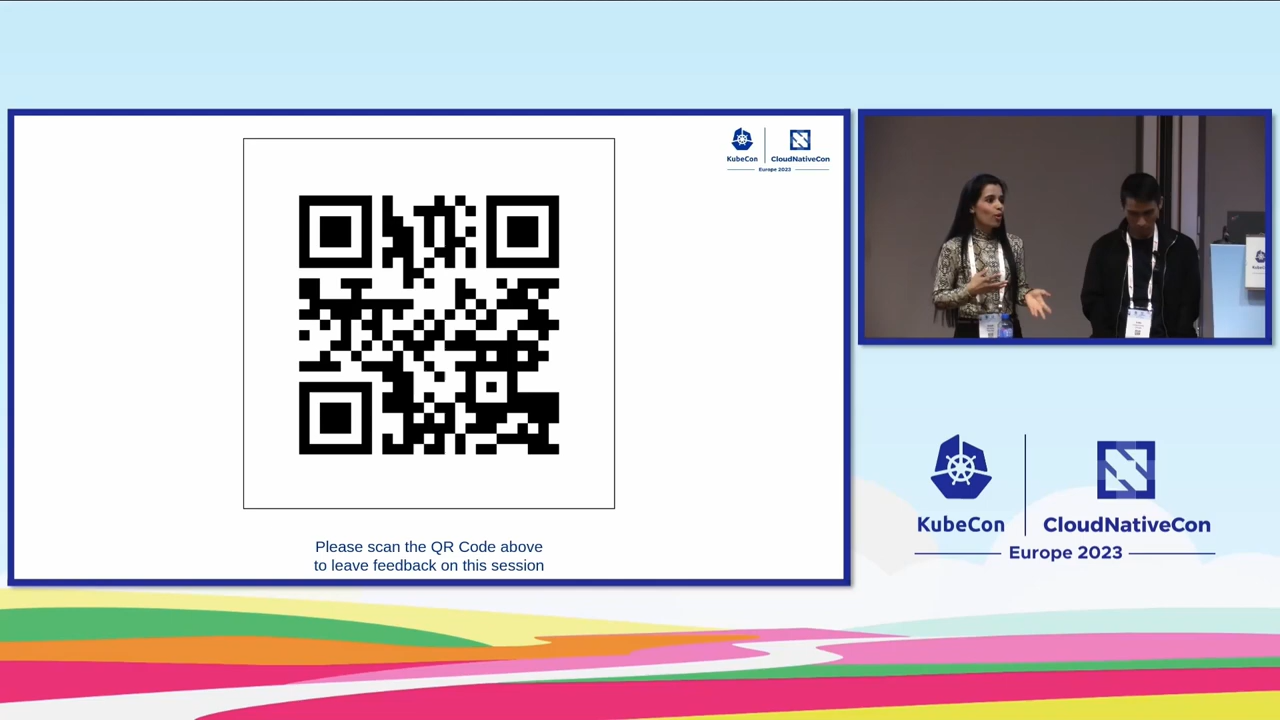 KubeCon
CloudNativeCon
Europe 2023
Please scan the QR Code above
to leave feedback on this session
KubeCon
CloudNativeCon
Europe 2023